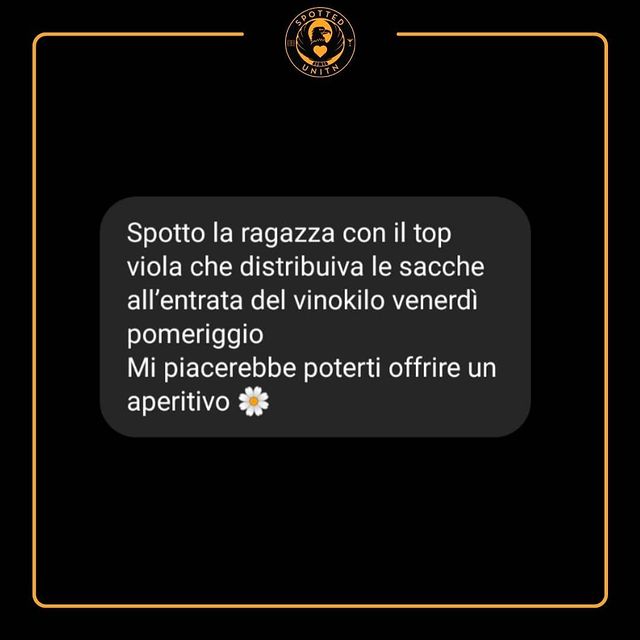 SPOTTED
UNITN
Spotto la ragazza con il top
viola che distribuiva le sacche
all’entrata del vinokilo venerdì
pomeriggio
Mi piacerebbe poterti offrire un
aperitivo 🌼